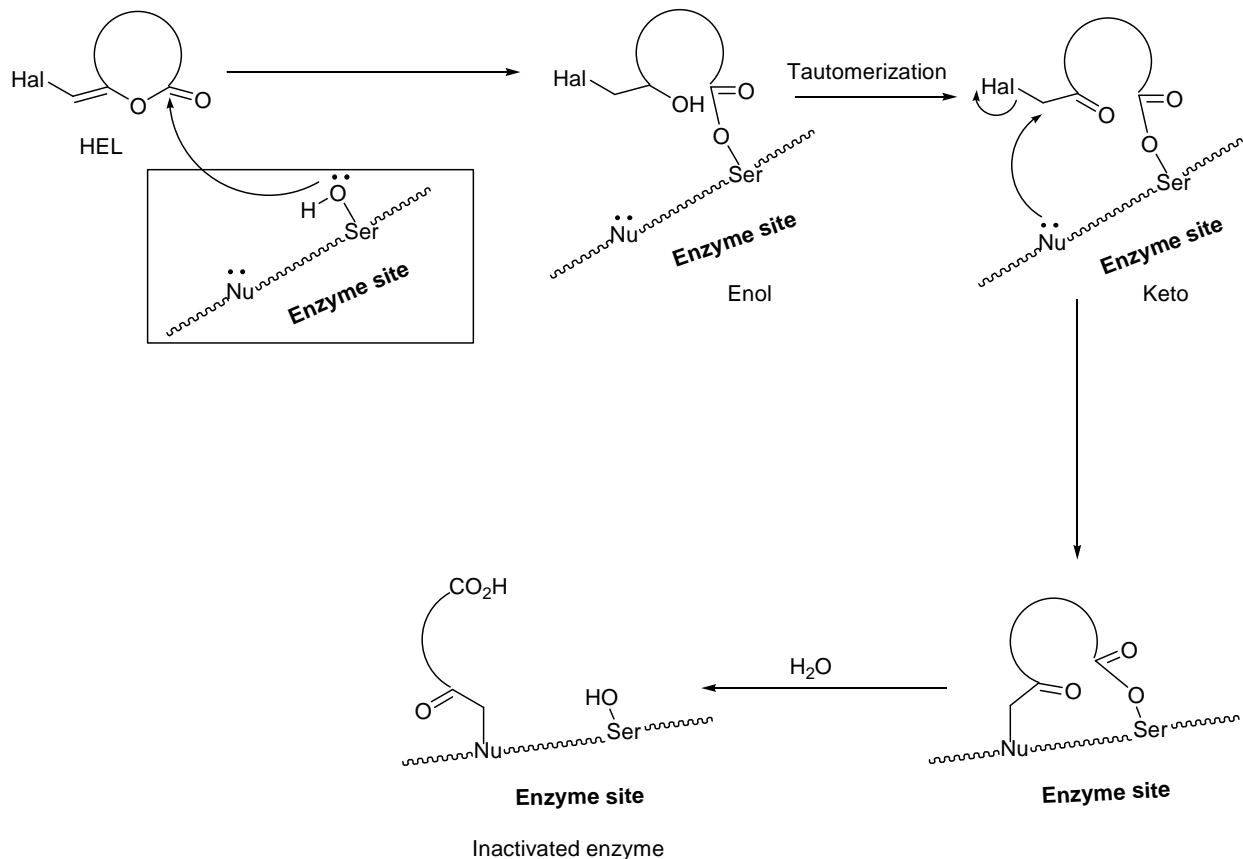 Hal
O
O
HEL
H
O
Ser
Nu
Enzyme site
Hal
OH
O
O
Ser
Nu
Enzyme site
Enol
Tautomerization
Hal
O
O
O
Ser
Nu
Enzyme site
Keto
O
O
O
Nu
Ser
Enzyme site
H₂O
CO₂H
O
HO
Nu
Ser
Enzyme site
Inactivated enzyme